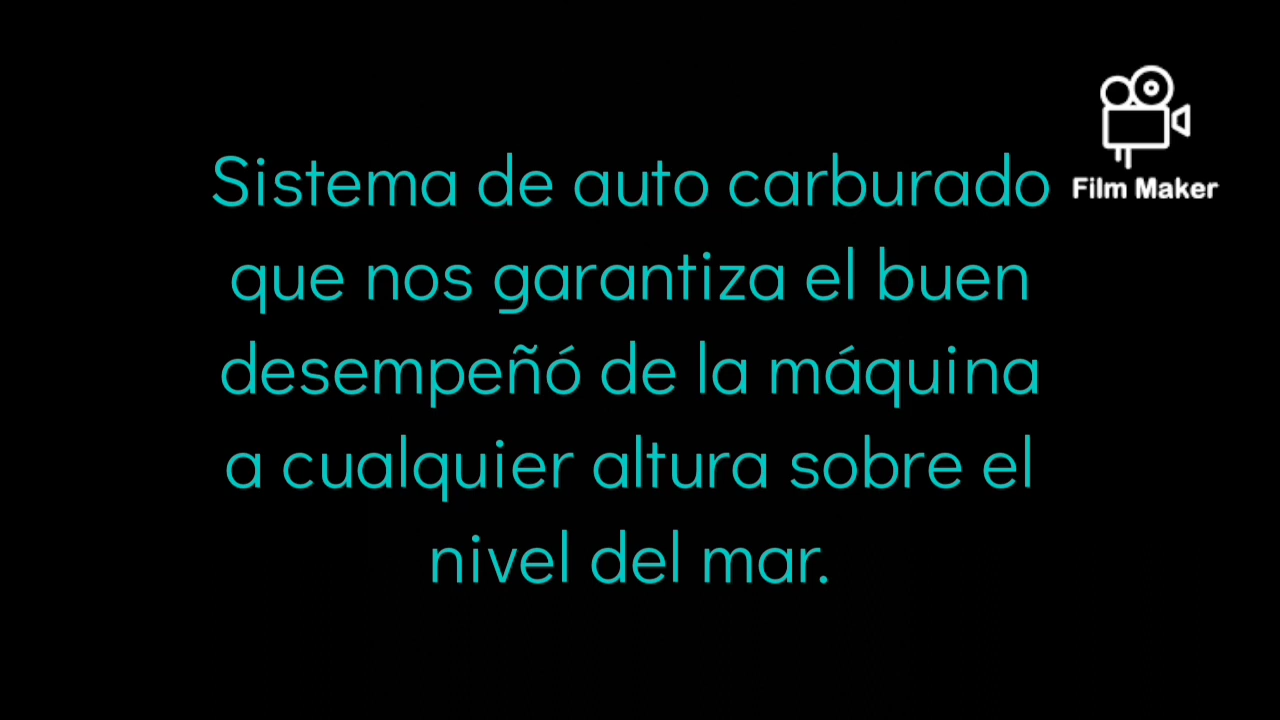 Sistema de auto carburado
que nos garantiza el buen
desempeñó de la máquina
a cualquier altura sobre el
nivel del mar.
Film Maker